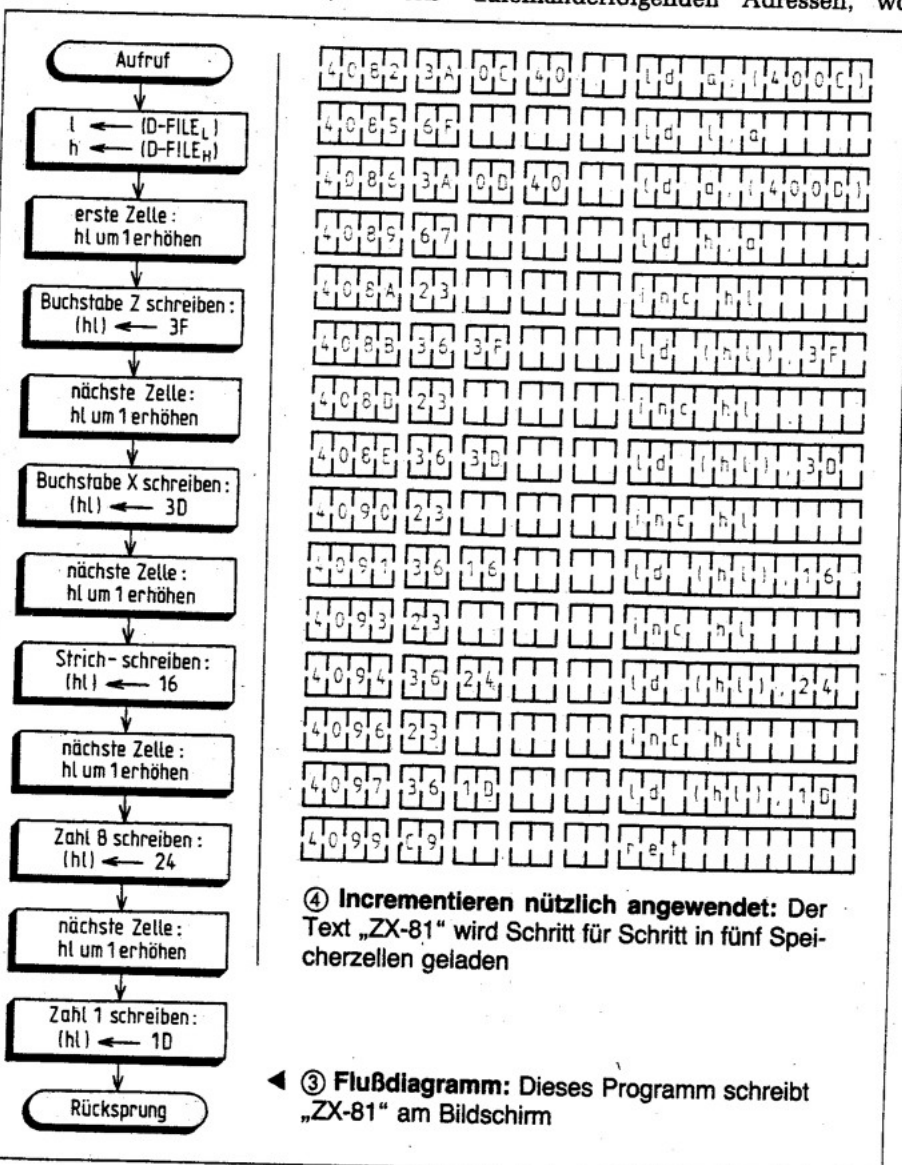 aufeinanderfolgenden Adressen,
Aufruf
l ← (D-FILE_L)
h ← (D-FILE_H)
erste Zelle:
hl um 1 erhöhen
Buchstabe Z schreiben:
(hl) ← 3F
nächste Zelle:
hl um 1 erhöhen
Buchstabe X schreiben:
(hl) ← 3D
nächste Zelle:
hl um 1 erhöhen
Strich- schreiben:
(hl) ← 16
nächste Zelle:
hl um 1 erhöhen
Zahl 8 schreiben:
(hl) ← 24
nächste Zelle:
hl um 1 erhöhen
Zahl 1 schreiben:
(hl) ← 1D
Rücksprung
4082 3A 0C 40 ld a,(400C)
4085 6F ld l,a
4086 3A 0D 40 ld a,(400D)
4089 67 ld h,a
408A 23 inc hl
408B 36 3F ld (hl),3F
408D 23 inc hl
408E 36 3D ld (hl),3D
4090 23 inc hl
4091 36 16 ld (hl),16
4093 23 inc hl
4094 36 24 ld (hl),24
4096 23 inc hl
4097 36 1D ld (hl),1D
4099 C9 ret
④ Incrementieren nützlich angewendet: Der
Text „ZX-81“ wird Schritt für Schritt in fünf Spei-
cherzellen geladen
◄ ③ Flußdiagramm: Dieses Programm schreibt
„ZX-81“ am Bildschirm